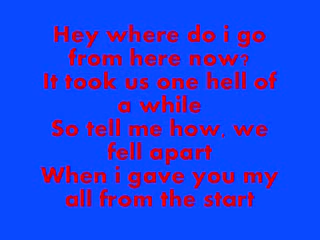 Hey where do i go
from here now?
It took us one hell of
a while
So tell me how, we
fell apart
When i gave you my
all from the start